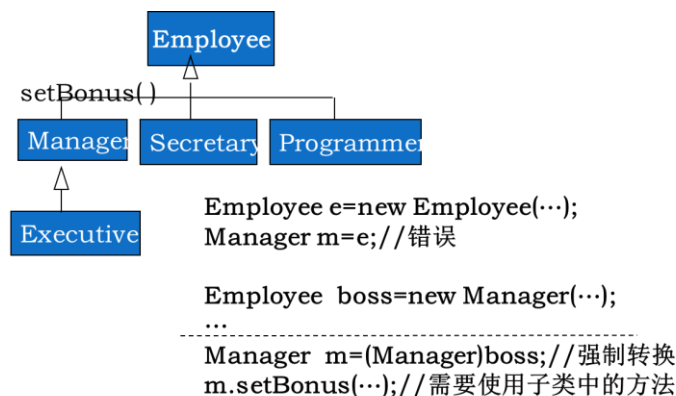 Employee
setBonus( )
Manager
Secretary
Programmer
Executive
Employee e=new Employee(…);
Manager m=e;//错误
Employee boss=new Manager(…);
…
Manager m=(Manager)boss;//强制转换
m.setBonus(…);//需要使用子类中的方法